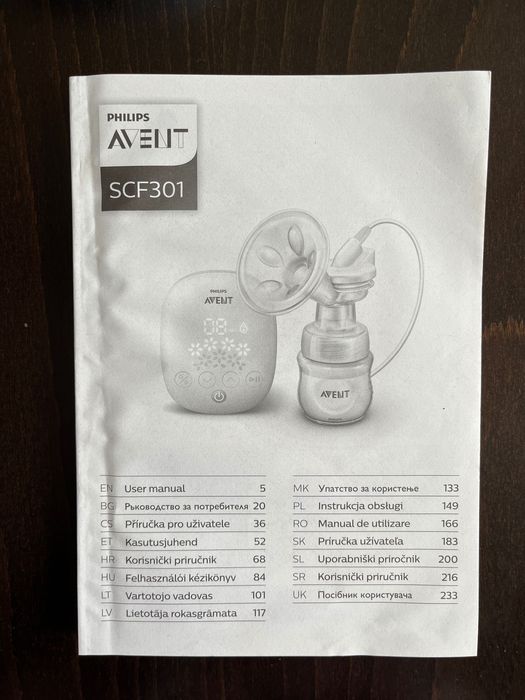 PHILIPS
AVENT
SCF301
PHILIPS
AVENT
08
AVENT
EN User manual 5
BG Ръководство за потребителя 20
CS Příručka pro uživatele 36
ET Kasutusjuhend 52
HR Korisnički priručnik 68
HU Felhasználói kézikönyv 84
LT Vartotojo vadovas 101
LV Lietotāja rokasgrāmata 117
MK Упатство за користење 133
PL Instrukcja obsługi 149
RO Manual de utilizare 166
SK Príručka užívateľa 183
SL Uporabniški priročnik 200
SR Korisnički priručnik 216
UK Посібник користувача 233